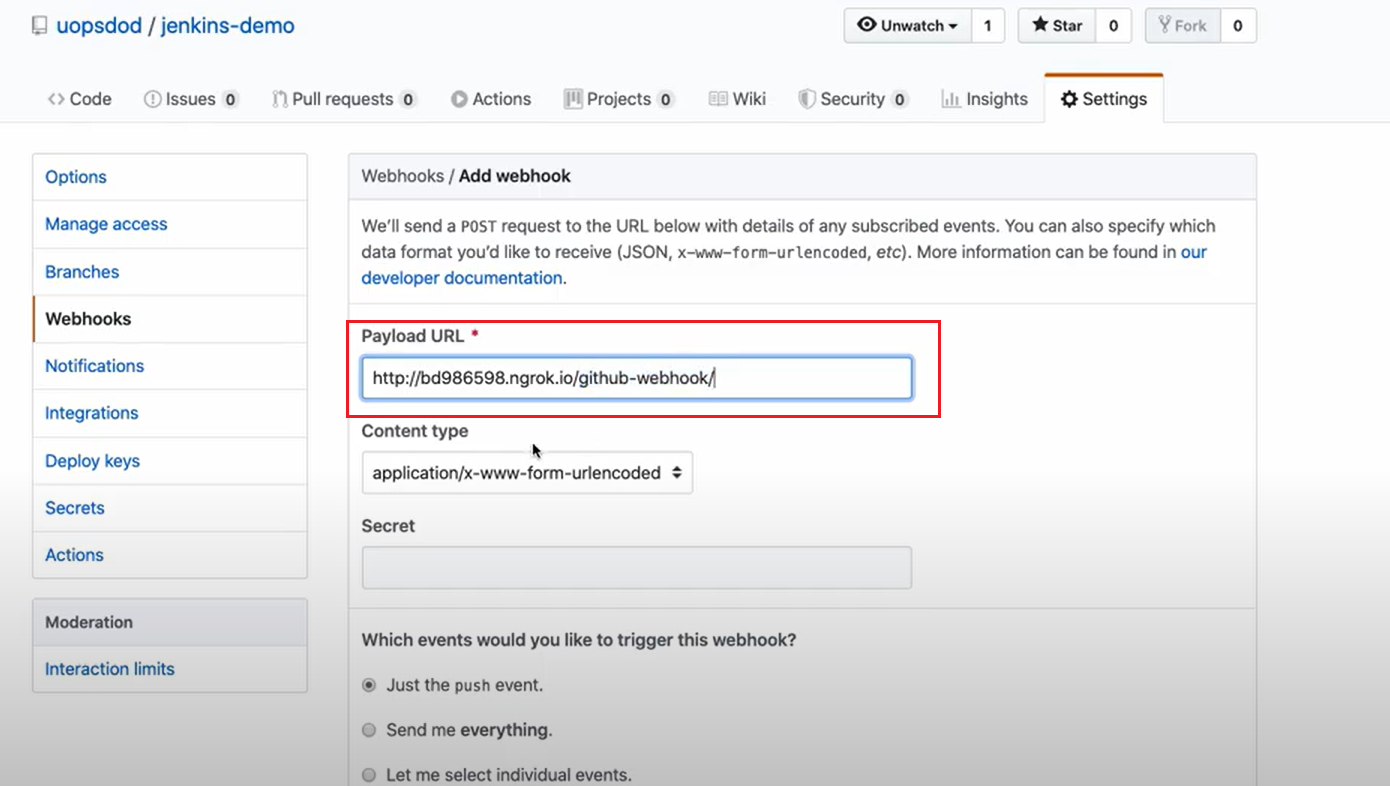 uopsdod / jenkins-demo
Unwatch 1 Star 0 Fork 0
Code Issues 0 Pull requests 0 Actions Projects 0 Wiki Security 0 Insights Settings
Options
Manage access
Branches
Webhooks
Notifications
Integrations
Deploy keys
Secrets
Actions
Moderation
Interaction limits
Webhooks / Add webhook
We’ll send a POST request to the URL below with details of any subscribed events. You can also specify which
data format you’d like to receive (JSON, x-www-form-urlencoded, etc). More information can be found in our
developer documentation.
Payload URL *
http://bd986598.ngrok.io/github-webhook/
Content type
application/x-www-form-urlencoded
Secret
Which events would you like to trigger this webhook?
Just the push event.
Send me everything.
Let me select individual events.